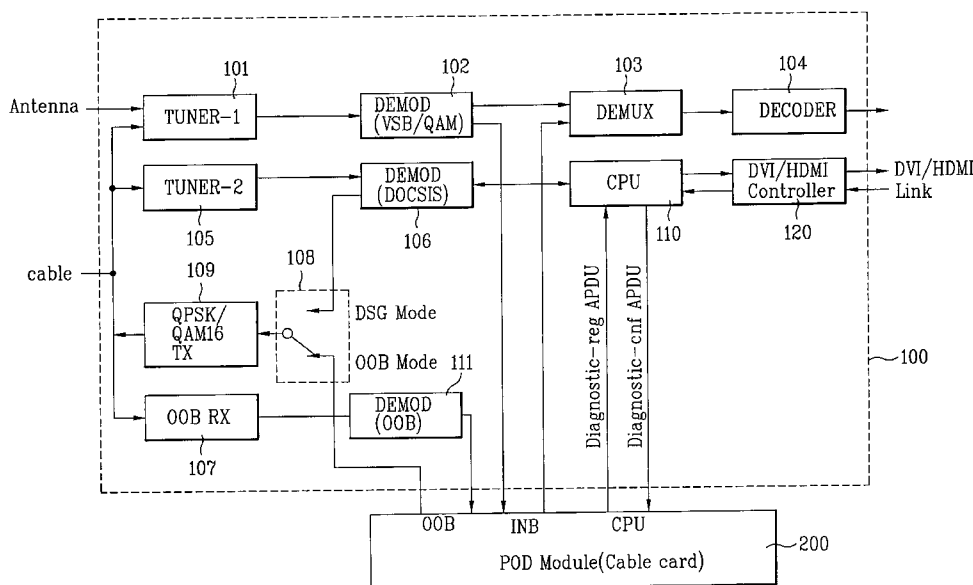 101
102
103
104
Antenna
TUNER-1
DEMOD
(VSB/QAM)
DEMUX
DECODER
TUNER-2
DEMOD
(DOCSIS)
CPU
DVI/HDMI
Controller
DVI/HDMI
Link
105
106
110
120
cable
109
108
QPSK/
QAM16
TX
DSG Mode
OOB Mode
111
Diagnostic-reg APDU
Diagnostic-cnf APDU
100
OOB RX
DEMOD
(OOB)
107
OOB
INB
CPU
200
POD Module(Cable card)